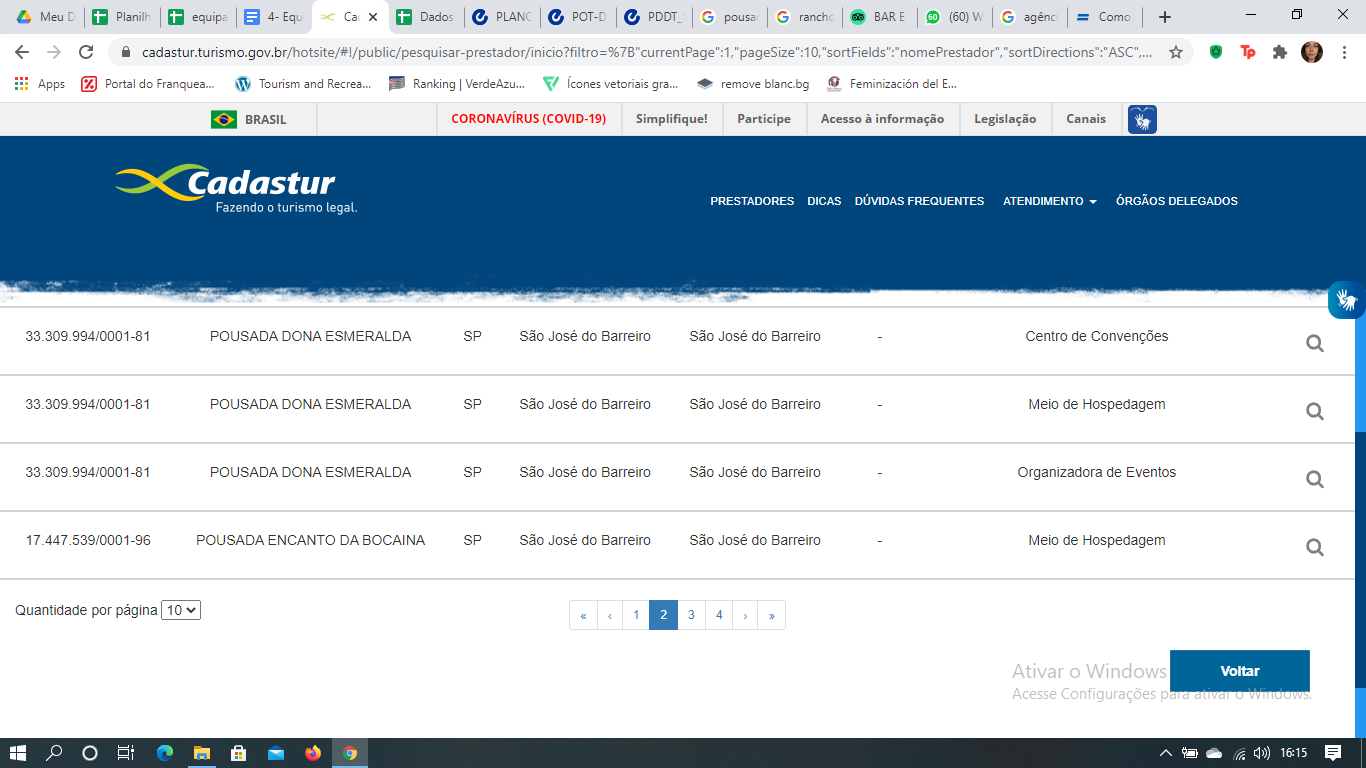 Meu D
Planilh
equipa
4- Equ
Cad
Dados
PLANC
POT-D
PDDT_
pousad
rancho
BAR E
(60) W
agênci
Como
cadastur.turismo.gov.br/hotsite/#!/public/pesquisar-prestador/inicio?filtro=%7B"currentPage":1,"pageSize":10,"sortFields":"nomePrestador","sortDirections":"ASC",...
Apps
Portal do Franquea...
Tourism and Recrea...
Ranking | VerdeAzu...
Ícones vetoriais gra...
remove blanc.bg
Feminización del E...
BRASIL
CORONAVÍRUS (COVID-19)
Simplifique!
Participe
Acesso à informação
Legislação
Canais
Cadastur
Fazendo o turismo legal.
PRESTADORES DICAS DÚVIDAS FREQUENTES ATENDIMENTO ÓRGÃOS DELEGADOS
33.309.994/0001-81 POUSADA DONA ESMERALDA SP São José do Barreiro São José do Barreiro - Centro de Convenções
33.309.994/0001-81 POUSADA DONA ESMERALDA SP São José do Barreiro São José do Barreiro - Meio de Hospedagem
33.309.994/0001-81 POUSADA DONA ESMERALDA SP São José do Barreiro São José do Barreiro - Organizadora de Eventos
17.447.539/0001-96 POUSADA ENCANTO DA BOCAINA SP São José do Barreiro São José do Barreiro - Meio de Hospedagem
Quantidade por página 10
« ‹ 1 2 3 4 › »
Voltar
Ativar o Windows
Acesse Configurações para ativar o Windows.
16:15